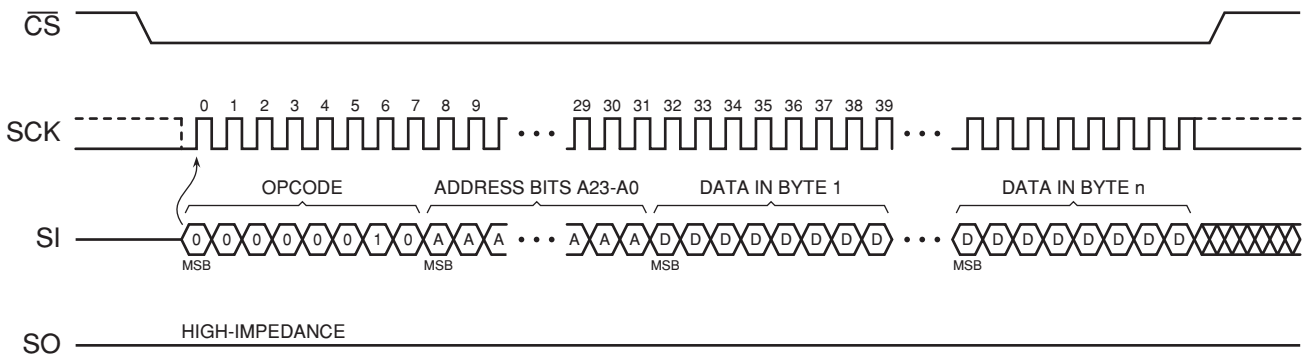 CS
SCK
0 1 2 3 4 5 6 7 8 9 29 30 31 32 33 34 35 36 37 38 39
OPCODE ADDRESS BITS A23-A0 DATA IN BYTE 1 DATA IN BYTE n
SI 0 0 0 0 0 0 1 0 A A A A A A D D D D D D D D D D D D D D D D
MSB MSB MSB MSB
HIGH-IMPEDANCE
SO